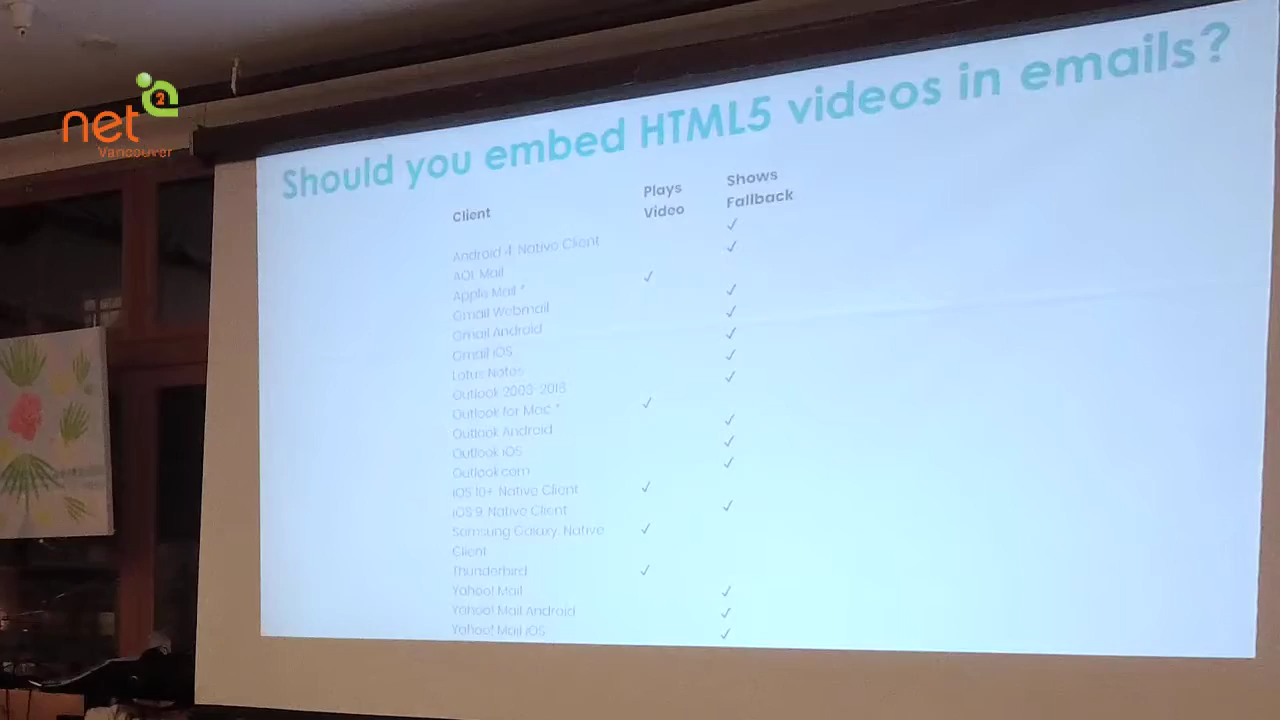 net2
Vancouver
Should you embed HTML5 videos in emails?
Client
Plays Video
Shows Fallback
✓
Android 4 Native Client ✓
AOL Mail ✓
Apple Mail *
Gmail Webmail ✓
Gmail Android ✓
Gmail iOS ✓
Lotus Notes ✓
Outlook 2003-2018 ✓
Outlook for Mac * ✓
Outlook Android ✓
Outlook iOS ✓
Outlook.com ✓
iOS 10+ Native Client ✓
iOS 9 Native Client ✓
Samsung Galaxy Native ✓
Client
Thunderbird ✓
Yahoo! Mail ✓
Yahoo! Mail Android ✓
Yahoo! Mail iOS ✓